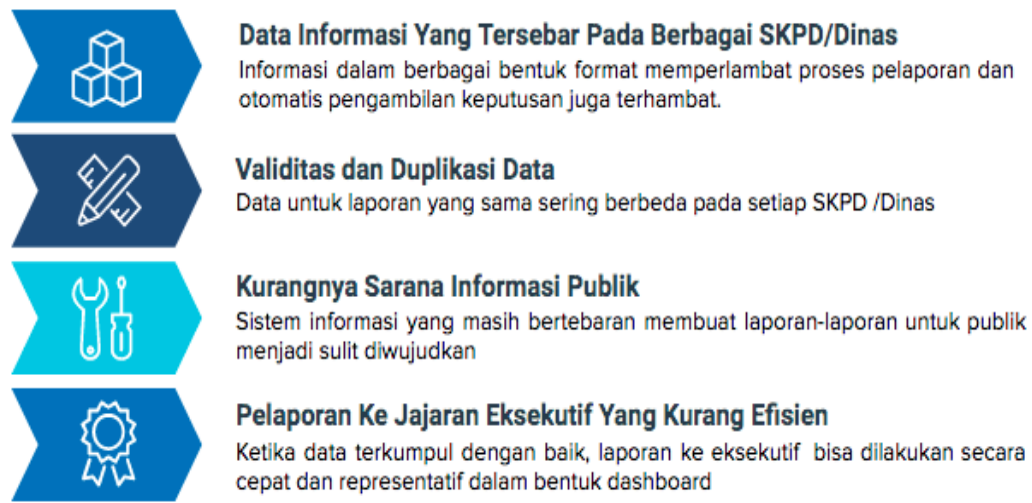 Data Informasi Yang Tersebar Pada Berbagai SKPD/Dinas
Informasi dalam berbagai bentuk format memperlambat proses pelaporan dan
otomatis pengambilan keputusan juga terhambat.
Validitas dan Duplikasi Data
Data untuk laporan yang sama sering berbeda pada setiap SKPD /Dinas
Kurangnya Sarana Informasi Publik
Sistem informasi yang masih bertebaran membuat laporan-laporan untuk publik
menjadi sulit diwujudkan
Pelaporan Ke Jajaran Eksekutif Yang Kurang Efisien
Ketika data terkumpul dengan baik, laporan ke eksekutif bisa dilakukan secara
cepat dan representatif dalam bentuk dashboard